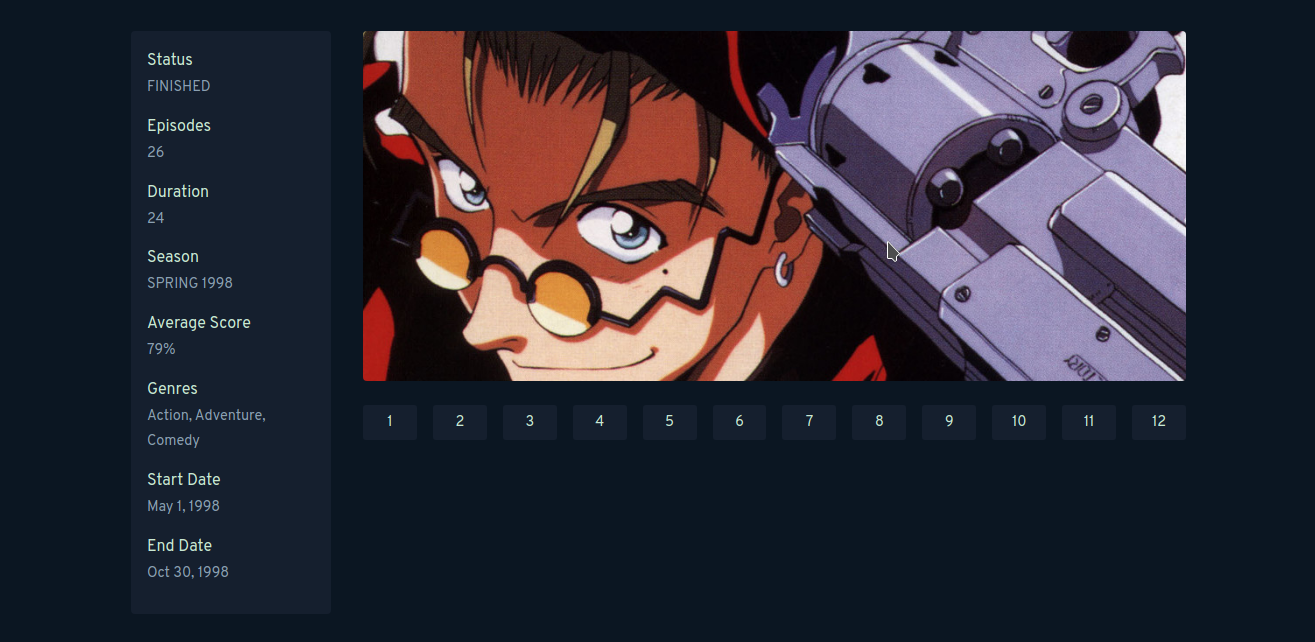 Status
FINISHED
Episodes
26
Duration
24
Season
SPRING 1998
Average Score
79%
Genres
Action, Adventure,
Comedy
Start Date
May 1, 1998
End Date
Oct 30, 1998
1 2 3 4 5 6 7 8 9 10 11 12